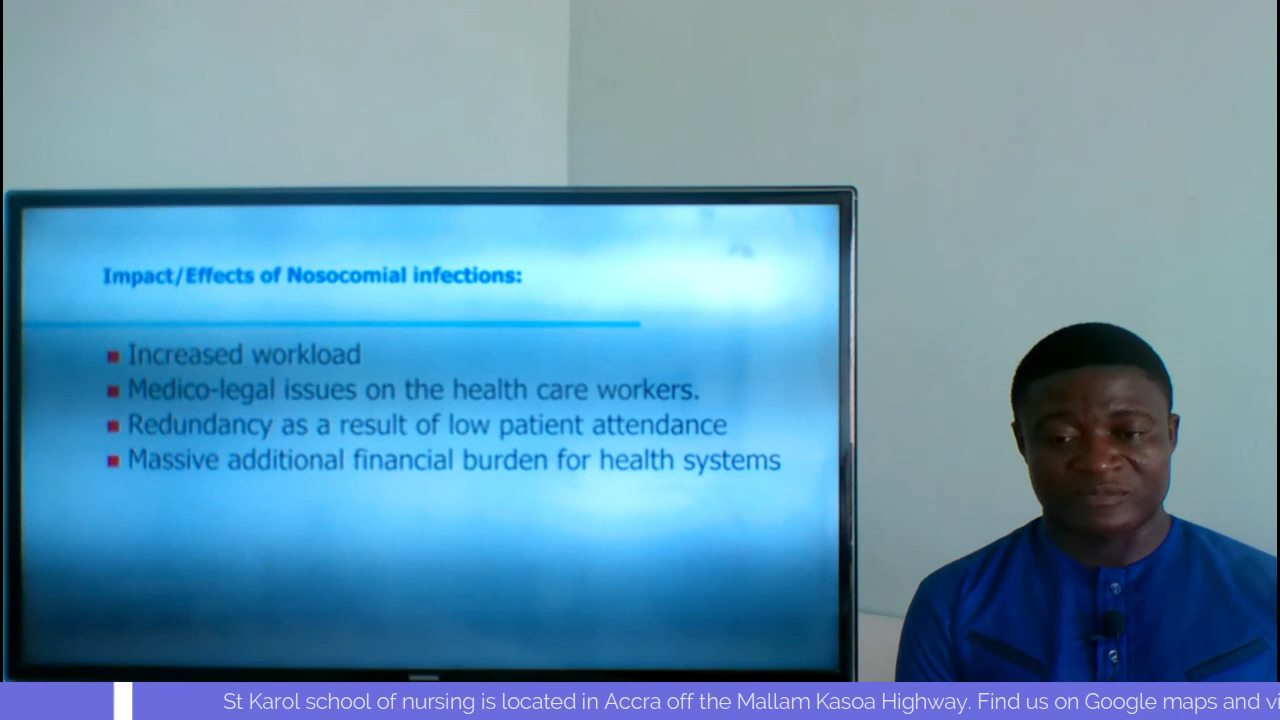 Impact/Effects of Nosocomial infections:
Increased workload
Medico-legal issues on the health care workers.
Redundancy as a result of low patient attendance
Massive additional financial burden for health systems
St Karol school of nursing is located in Accra off the Mallam Kasoa Highway. Find us on Google maps and